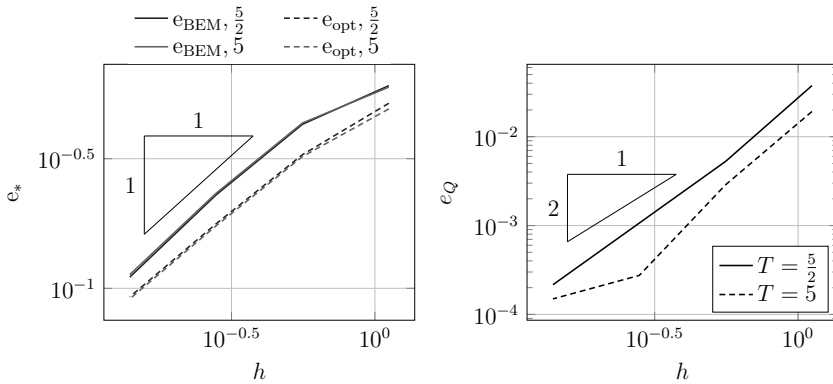 e_BEM, 5/2   e_opt, 5/2
e_BEM, 5   e_opt, 5
1
1
10^−0.5
10^−1
e_*
10^−0.5   10^0
h
10^−2
10^−3
10^−4
e_Q
1
2
T = 5/2
T = 5
10^−0.5   10^0
h